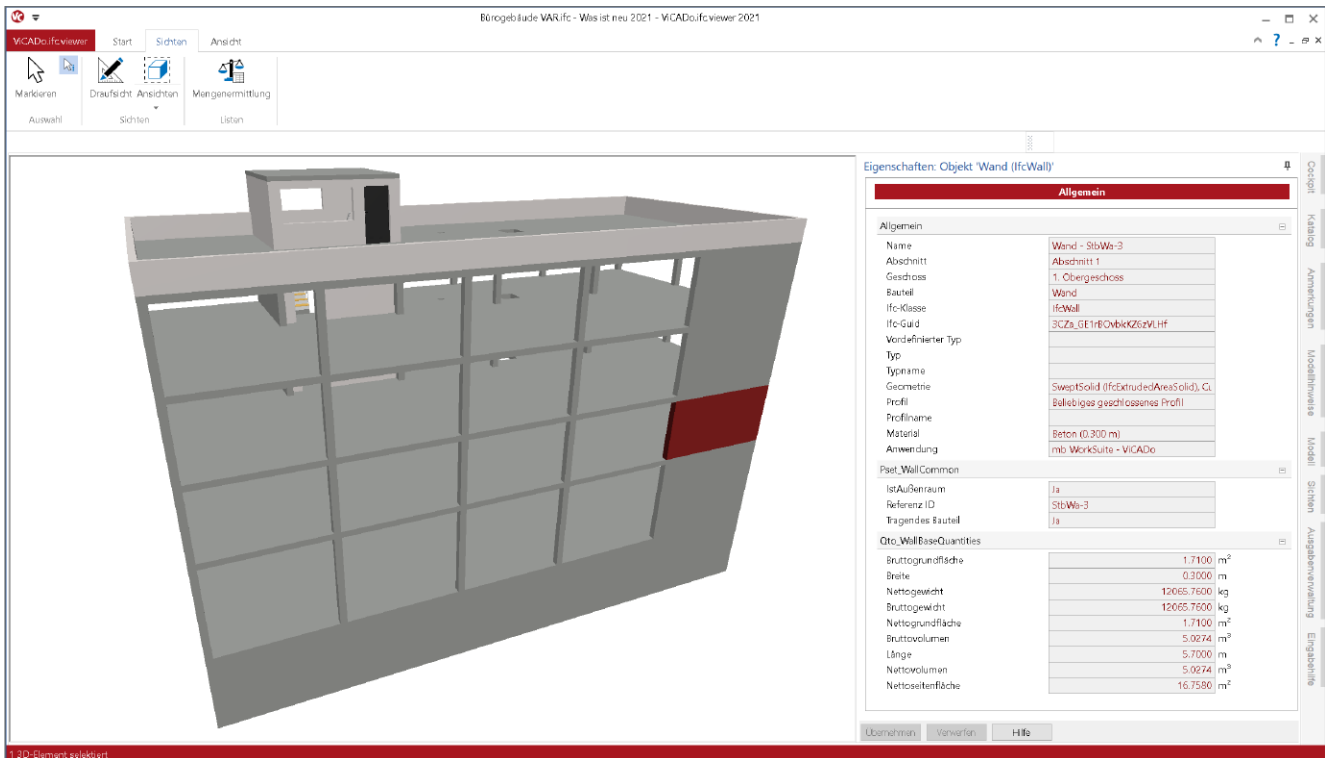 Bürogebäude VAR.ifc - Was ist neu 2021 - ViCADo.ifc.viewer 2021
ViCADo.ifc.viewer Start Sichten Ansicht
Markieren Draufsicht Ansichten Mengenermittlung
Auswahl Sichten Listen
Eigenschaften: Objekt 'Wand (IfcWall)'
Allgemein
Allgemein
Name Wand - StbWa-3
Abschnitt Abschnitt 1
Geschoss 1. Obergeschoss
Bauteil Wand
Ifc-Klasse IfcWall
Ifc-Guid
Vordefinierter Typ
Typ
Typname
Geometrie SweptSolid (IfcExtrudedAreaSolid), Cu
Profil Beliebiges geschlossenes Profil
Profilname
Material Beton (0.300 m)
Anwendung mb WorkSuite - ViCADo
Pset_WallCommon
IstAußenraum Ja
Referenz ID StbWa-3
Tragendes Bauteil Ja
Qto_WallBaseQuantities
Bruttogrundfläche 1.7100 m²
Breite 0.3000 m
Nettogewicht 12065.7600 kg
Bruttogewicht 12065.7600 kg
Nettogrundfläche 1.7100 m²
Bruttovolumen 5.0274 m³
Länge 5.7000 m
Nettovolumen 5.0274 m³
Nettoseitenfläche 16.7580 m²
Übernehmen Verwerfen Hilfe
Cockpit
Katalog
Anmerkungen
Modellhinweise
Modell
Sichten
Ausgabenverwaltung
Eingabehilfe
1 3D-Element selektiert